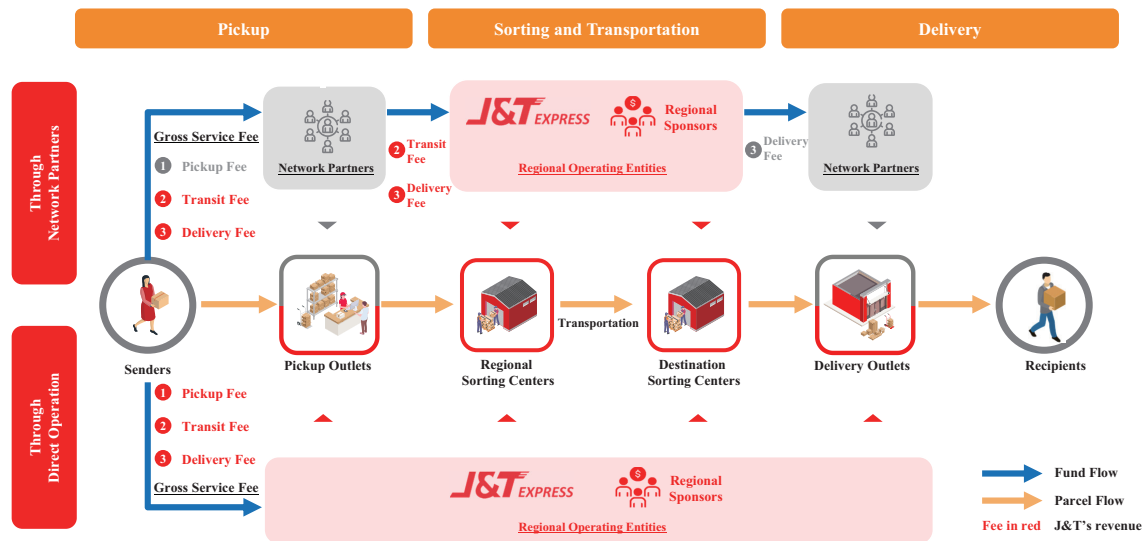 Pickup
Sorting and Transportation
Delivery
Through
Network Partners
Gross Service Fee
1 Pickup Fee
2 Transit Fee
3 Delivery Fee
Network Partners
2 Transit
Fee
3 Delivery
Fee
J&T EXPRESS
$
Regional
Sponsors
Regional Operating Entities
3 Delivery
Fee
Network Partners
Senders
Pickup Outlets
Regional
Sorting Centers
Transportation
Destination
Sorting Centers
Delivery Outlets
Recipients
Through
Direct Operation
1 Pickup Fee
2 Transit Fee
3 Delivery Fee
Gross Service Fee
J&T EXPRESS
$
Regional
Sponsors
Regional Operating Entities
Fund Flow
Parcel Flow
Fee in red J&T's revenue